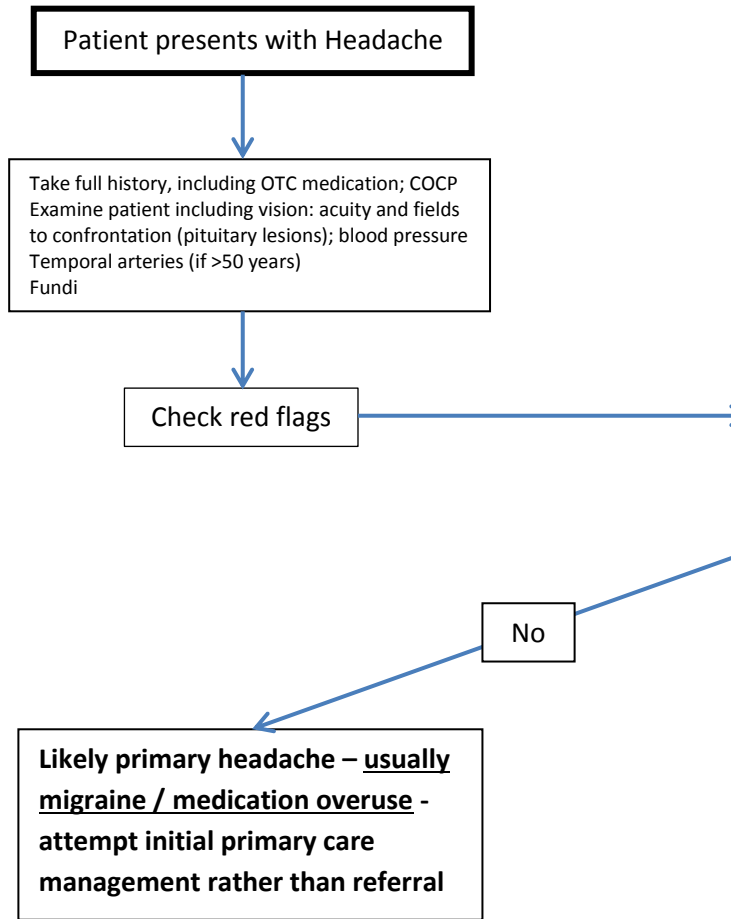 Patient presents with Headache
Take full history, including OTC medication; COCP
Examine patient including vision: acuity and fields
to confrontation (pituitary lesions); blood pressure
Temporal arteries (if >50 years)
Fundi
Check red flags
No
Likely primary headache – usually
migraine / medication overuse -
attempt initial primary care
management rather than referral